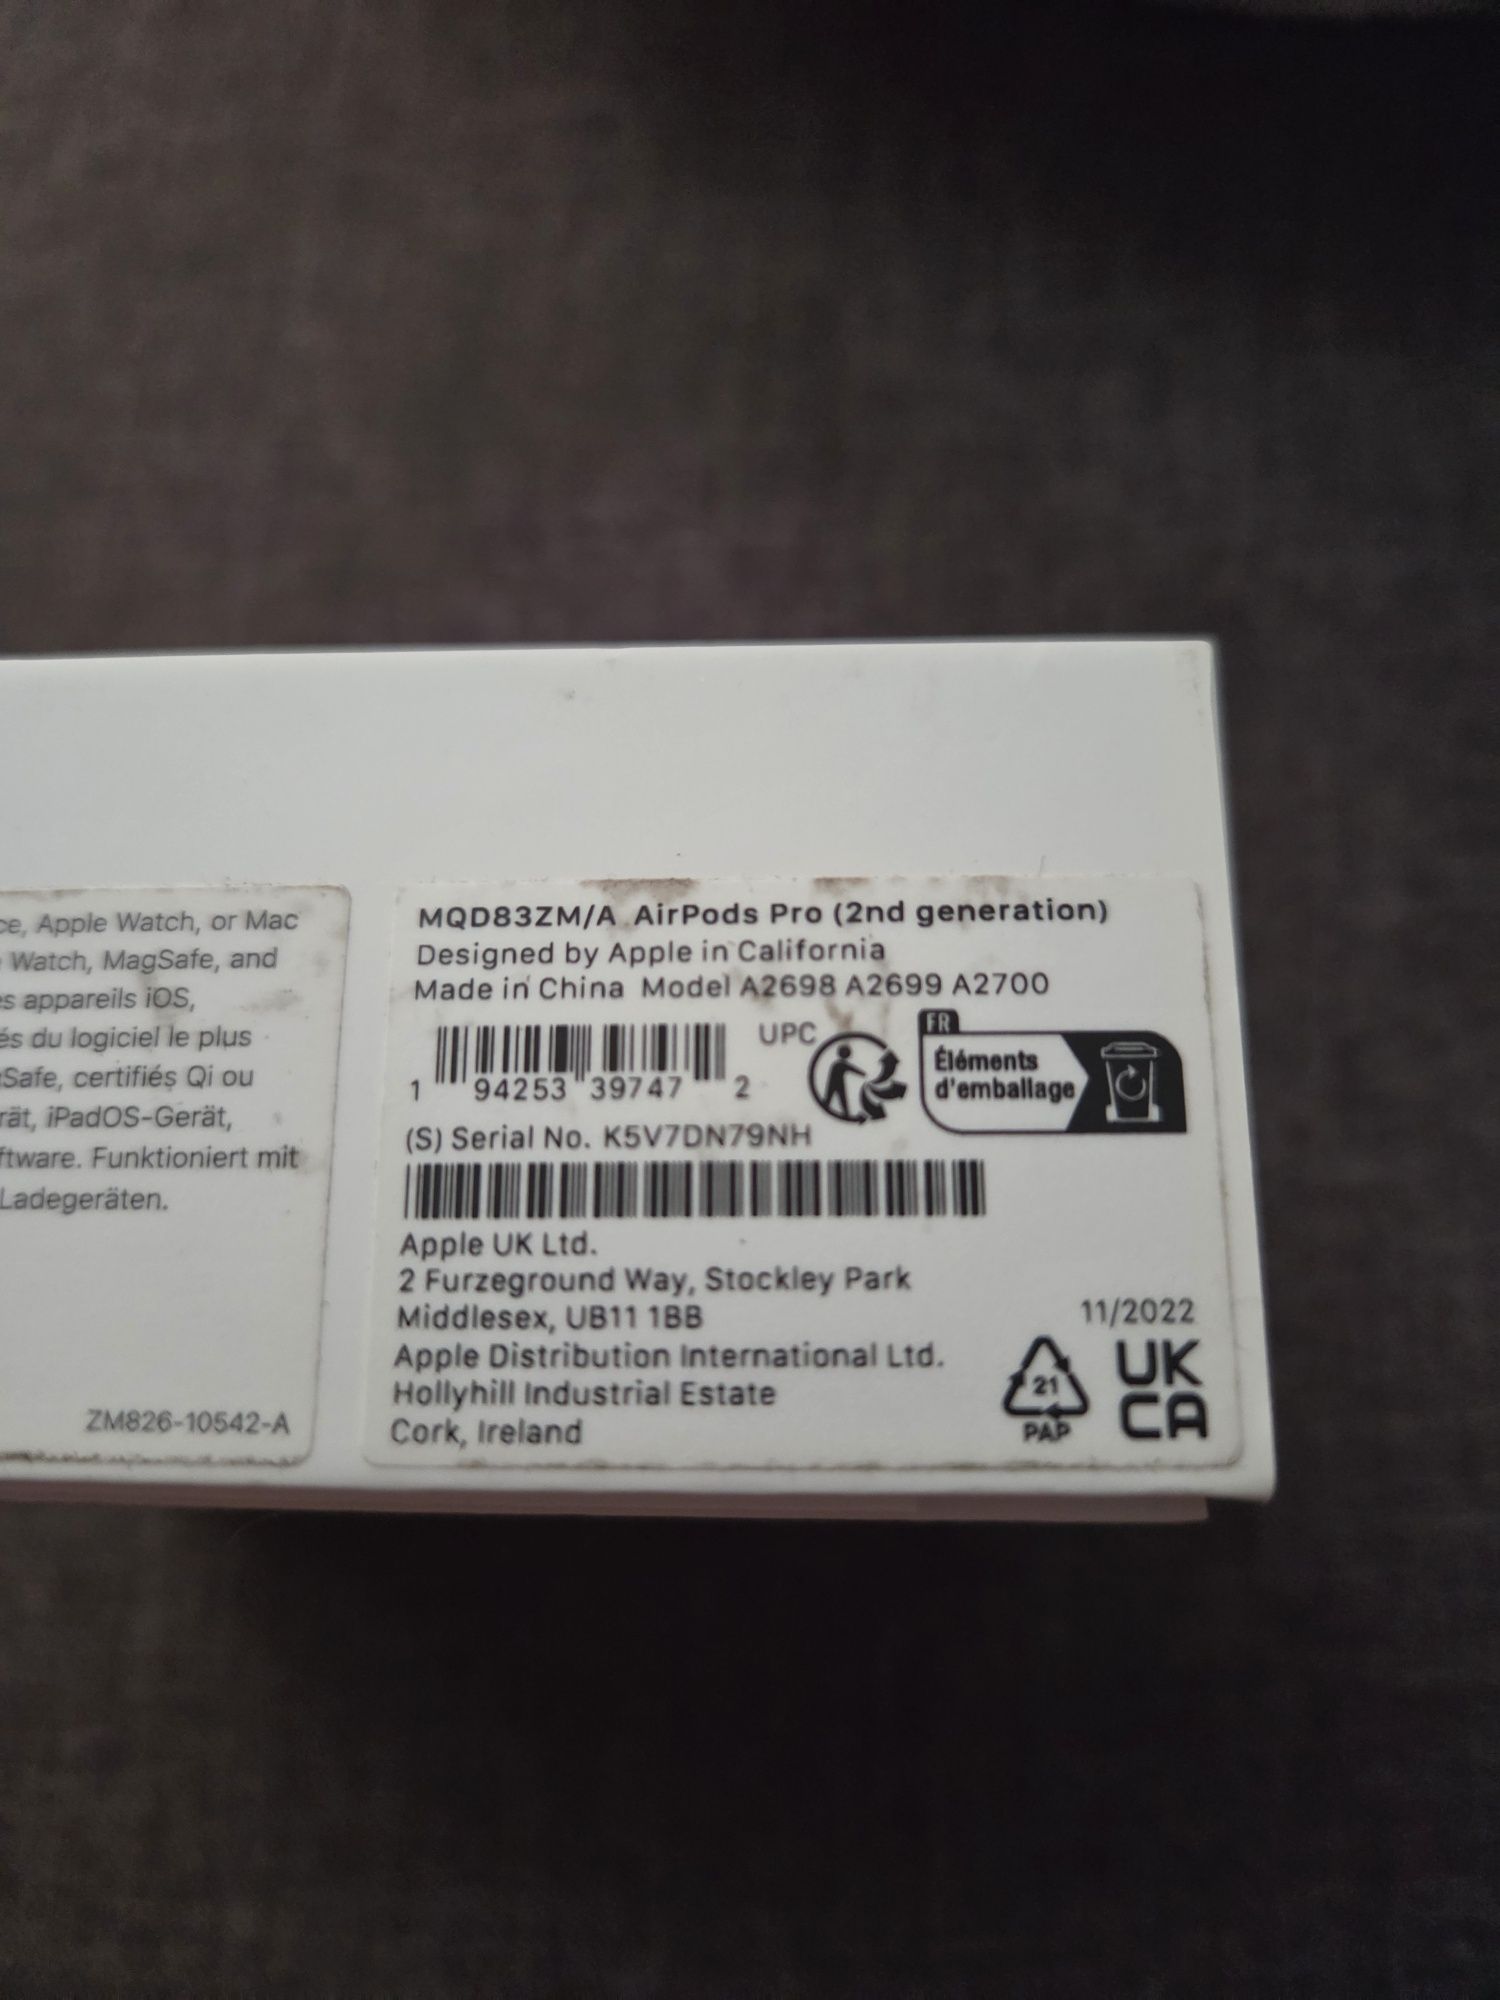 ce, Apple Watch, or Mac
Watch, MagSafe, and
es appareils iOS,
és du logiciel le plus
Safe, certifiés Qi ou
rät, iPadOS-Gerät,
ftware. Funktioniert mit
Ladegeräten.
ZM826-10542-A
MQD83ZM/A AirPods Pro (2nd generation)
Designed by Apple in California
Made in China Model A2698 A2699 A2700
UPC
1 94253 39747 2
FR
Éléments
d'emballage
(S) Serial No. K5V7DN79NH
Apple UK Ltd.
2 Furzeground Way, Stockley Park
Middlesex, UB11 1BB
Apple Distribution International Ltd.
Hollyhill Industrial Estate
Cork, Ireland
11/2022
21
PAP
UK
CA